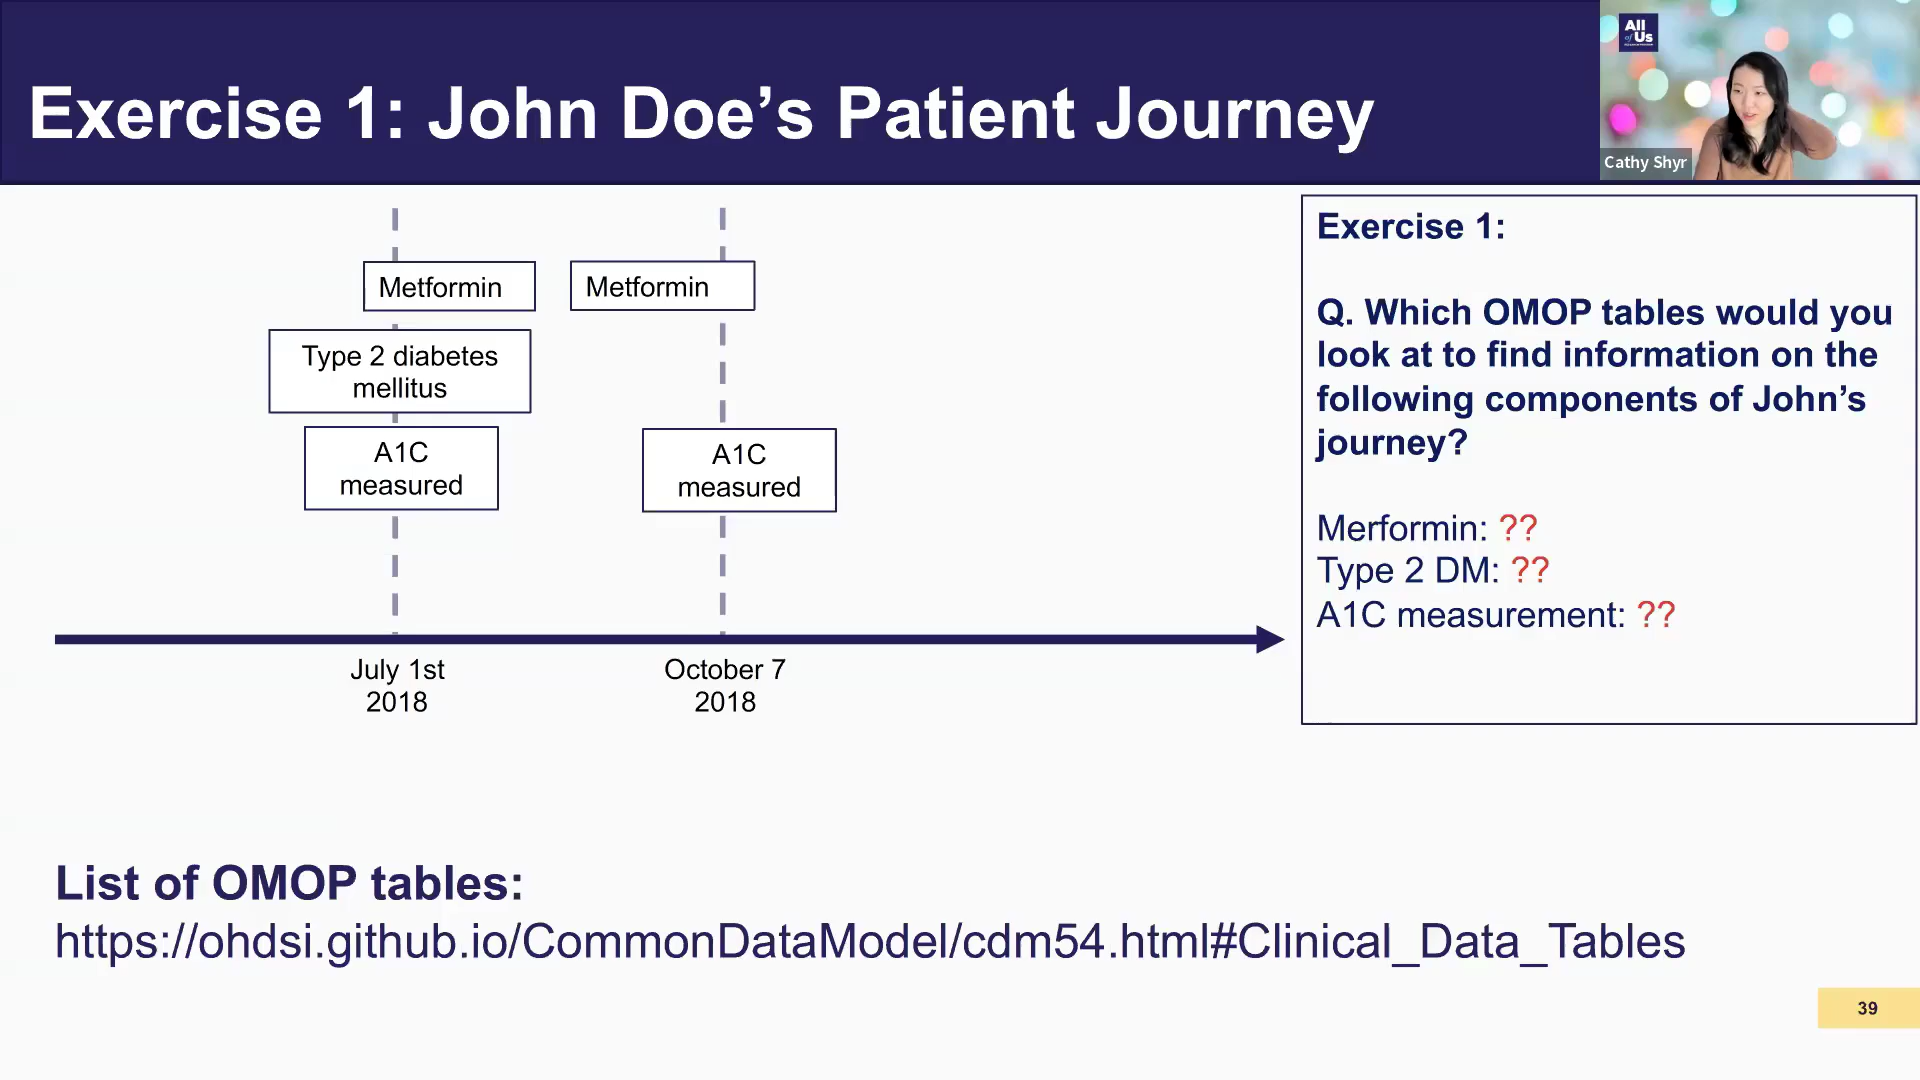 Exercise 1: John Doe’s Patient Journey
All
of Us
Cathy Shyr
Metformin
Metformin
Type 2 diabetes
mellitus
A1C
measured
A1C
measured
July 1st
2018
October 7
2018
Exercise 1:
Q. Which OMOP tables would you
look at to find information on the
following components of John’s
journey?
Merformin: ??
Type 2 DM: ??
A1C measurement: ??
List of OMOP tables:
https://ohdsi.github.io/CommonDataModel/cdm54.html#Clinical_Data_Tables
39